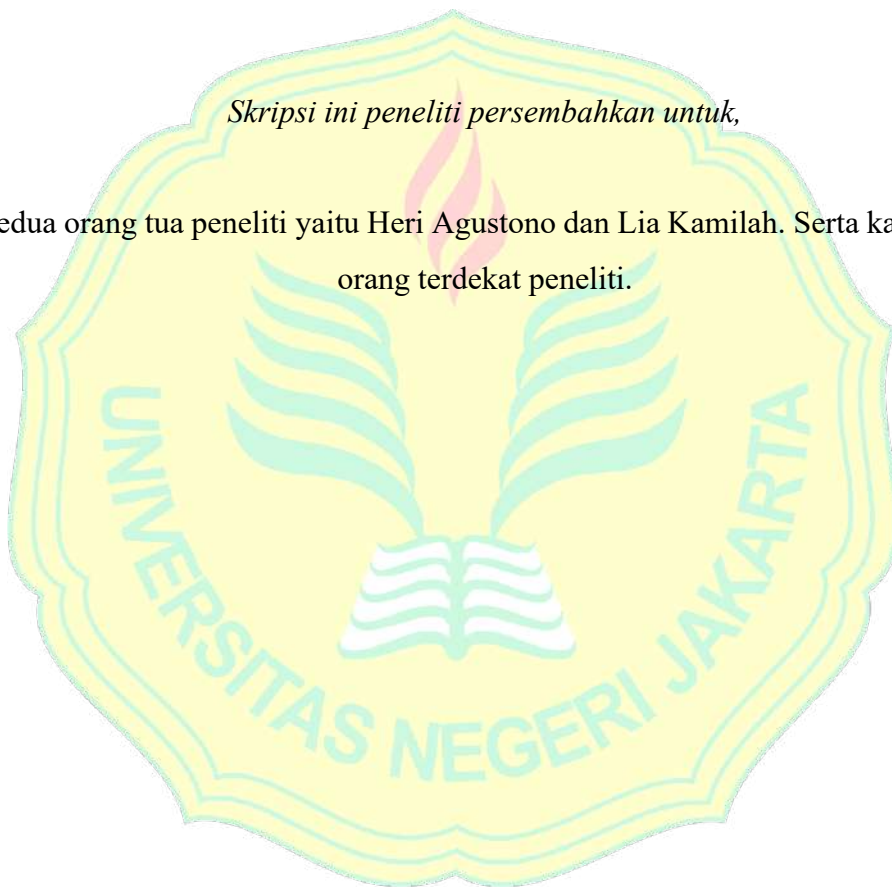 Skripsi ini peneliti persembahkan untuk,
edua orang tua peneliti yaitu Heri Agustono dan Lia Kamilah. Serta ka
orang terdekat peneliti.
UNIVERSITAS NEGERI JAKARTA